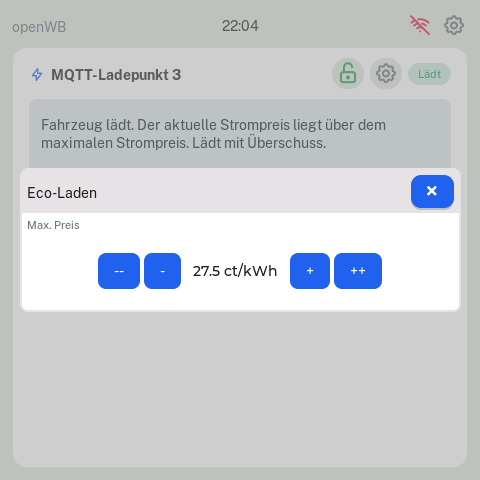 openWB
22:04
MQTT-Ladepunkt 3
Lädt
Fahrzeug lädt. Der aktuelle Strompreis liegt über dem
maximalen Strompreis. Lädt mit Überschuss.
Eco-Laden
Max. Preis
--
-
27.5 ct/kWh
+
++